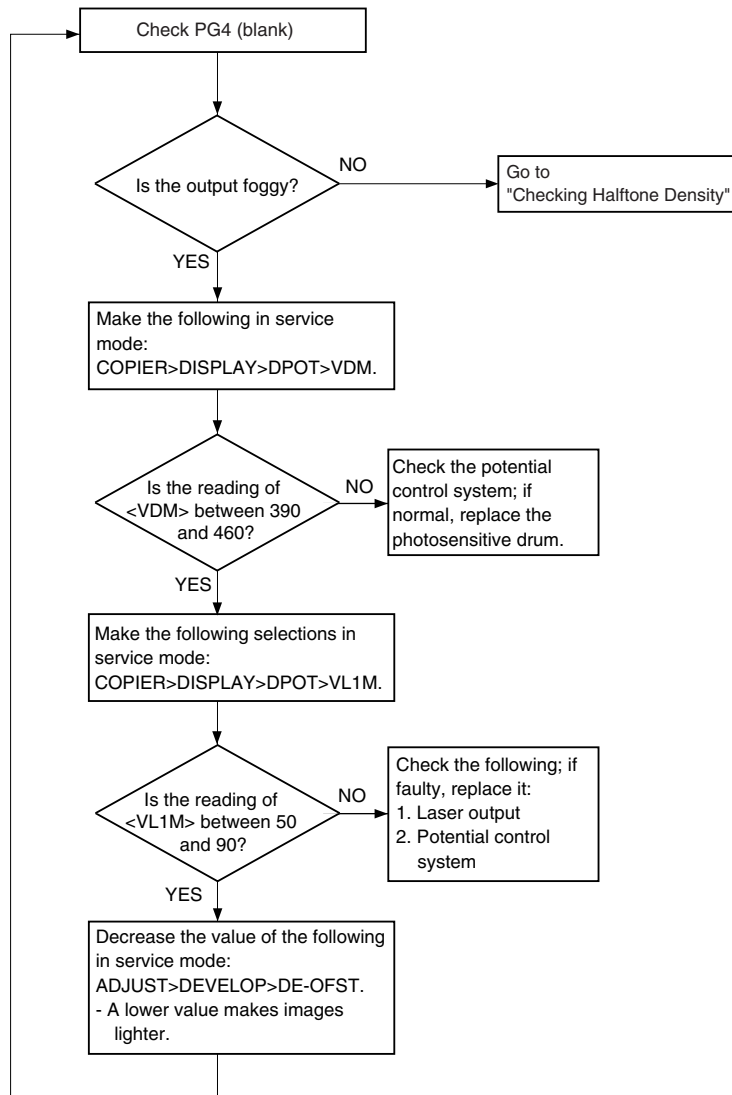 Check PG4 (blank)
Is the output foggy?
NO
Go to
"Checking Halftone Density"
YES
Make the following in service
mode:
COPIER>DISPLAY>DPOT>VDM.
Is the reading of
<VDM> between 390
and 460?
NO
Check the potential
control system; if
normal, replace the
photosensitive drum.
YES
Make the following selections in
service mode:
COPIER>DISPLAY>DPOT>VL1M.
Is the reading of
<VL1M> between 50
and 90?
NO
Check the following; if
faulty, replace it:
1. Laser output
2. Potential control
system
YES
Decrease the value of the following
in service mode:
ADJUST>DEVELOP>DE-OFST.
- A lower value makes images
lighter.